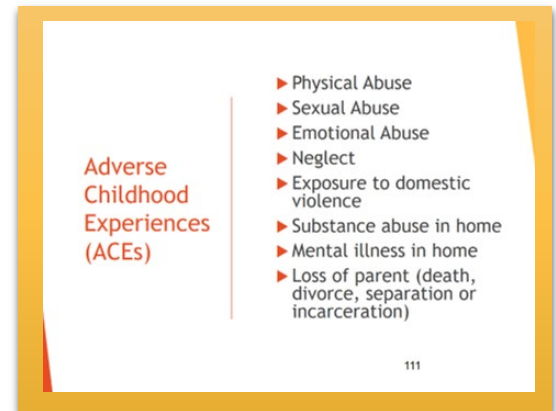 Adverse
Childhood
Experiences
(ACEs)
Physical Abuse
Sexual Abuse
Emotional Abuse
Neglect
Exposure to domestic
violence
Substance abuse in home
Mental illness in home
Loss of parent (death,
divorce, separation or
incarceration)
111